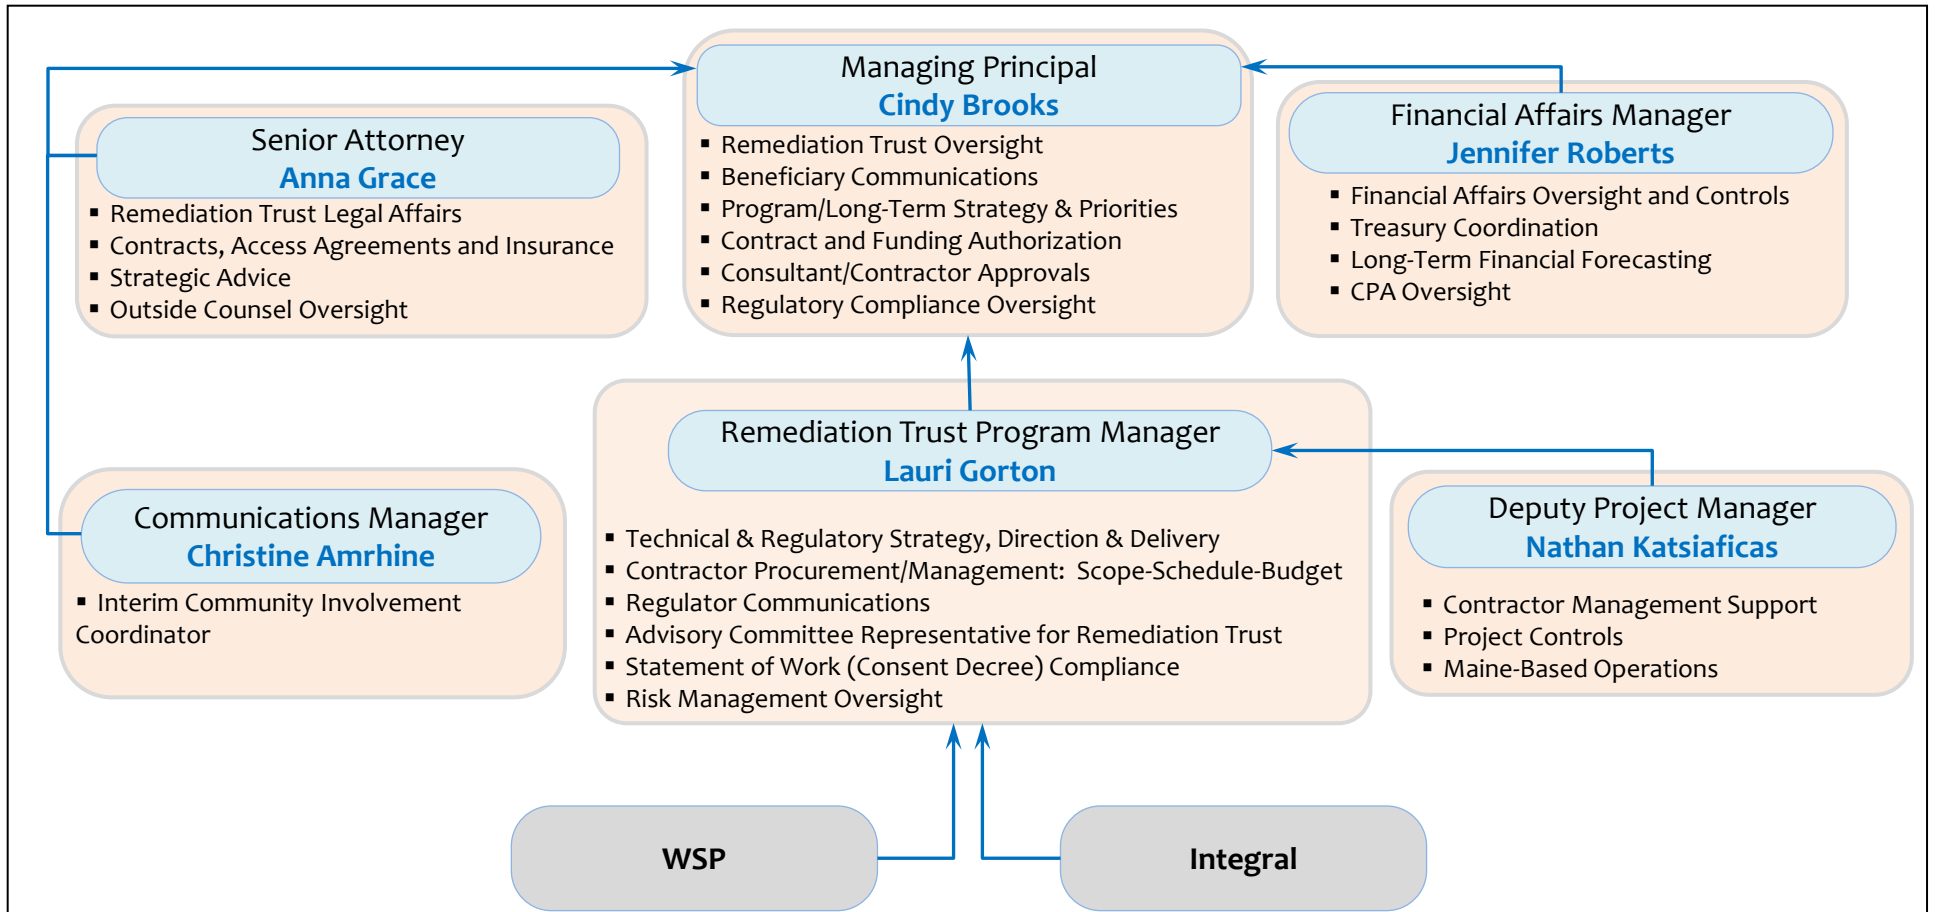 Managing Principal
Cindy Brooks
▪ Remediation Trust Oversight
▪ Beneficiary Communications
▪ Program/Long-Term Strategy & Priorities
▪ Contract and Funding Authorization
▪ Consultant/Contractor Approvals
▪ Regulatory Compliance Oversight
Senior Attorney
Anna Grace
▪ Remediation Trust Legal Affairs
▪ Contracts, Access Agreements and Insurance
▪ Strategic Advice
▪ Outside Counsel Oversight
Financial Affairs Manager
Jennifer Roberts
▪ Financial Affairs Oversight and Controls
▪ Treasury Coordination
▪ Long-Term Financial Forecasting
▪ CPA Oversight
Communications Manager
Christine Amrhine
▪ Interim Community Involvement
Coordinator
Remediation Trust Program Manager
Lauri Gorton
▪ Technical & Regulatory Strategy, Direction & Delivery
▪ Contractor Procurement/Management: Scope-Schedule-Budget
▪ Regulator Communications
▪ Advisory Committee Representative for Remediation Trust
▪ Statement of Work (Consent Decree) Compliance
▪ Risk Management Oversight
Deputy Project Manager
Nathan Katsiaficas
▪ Contractor Management Support
▪ Project Controls
▪ Maine-Based Operations
WSP
Integral